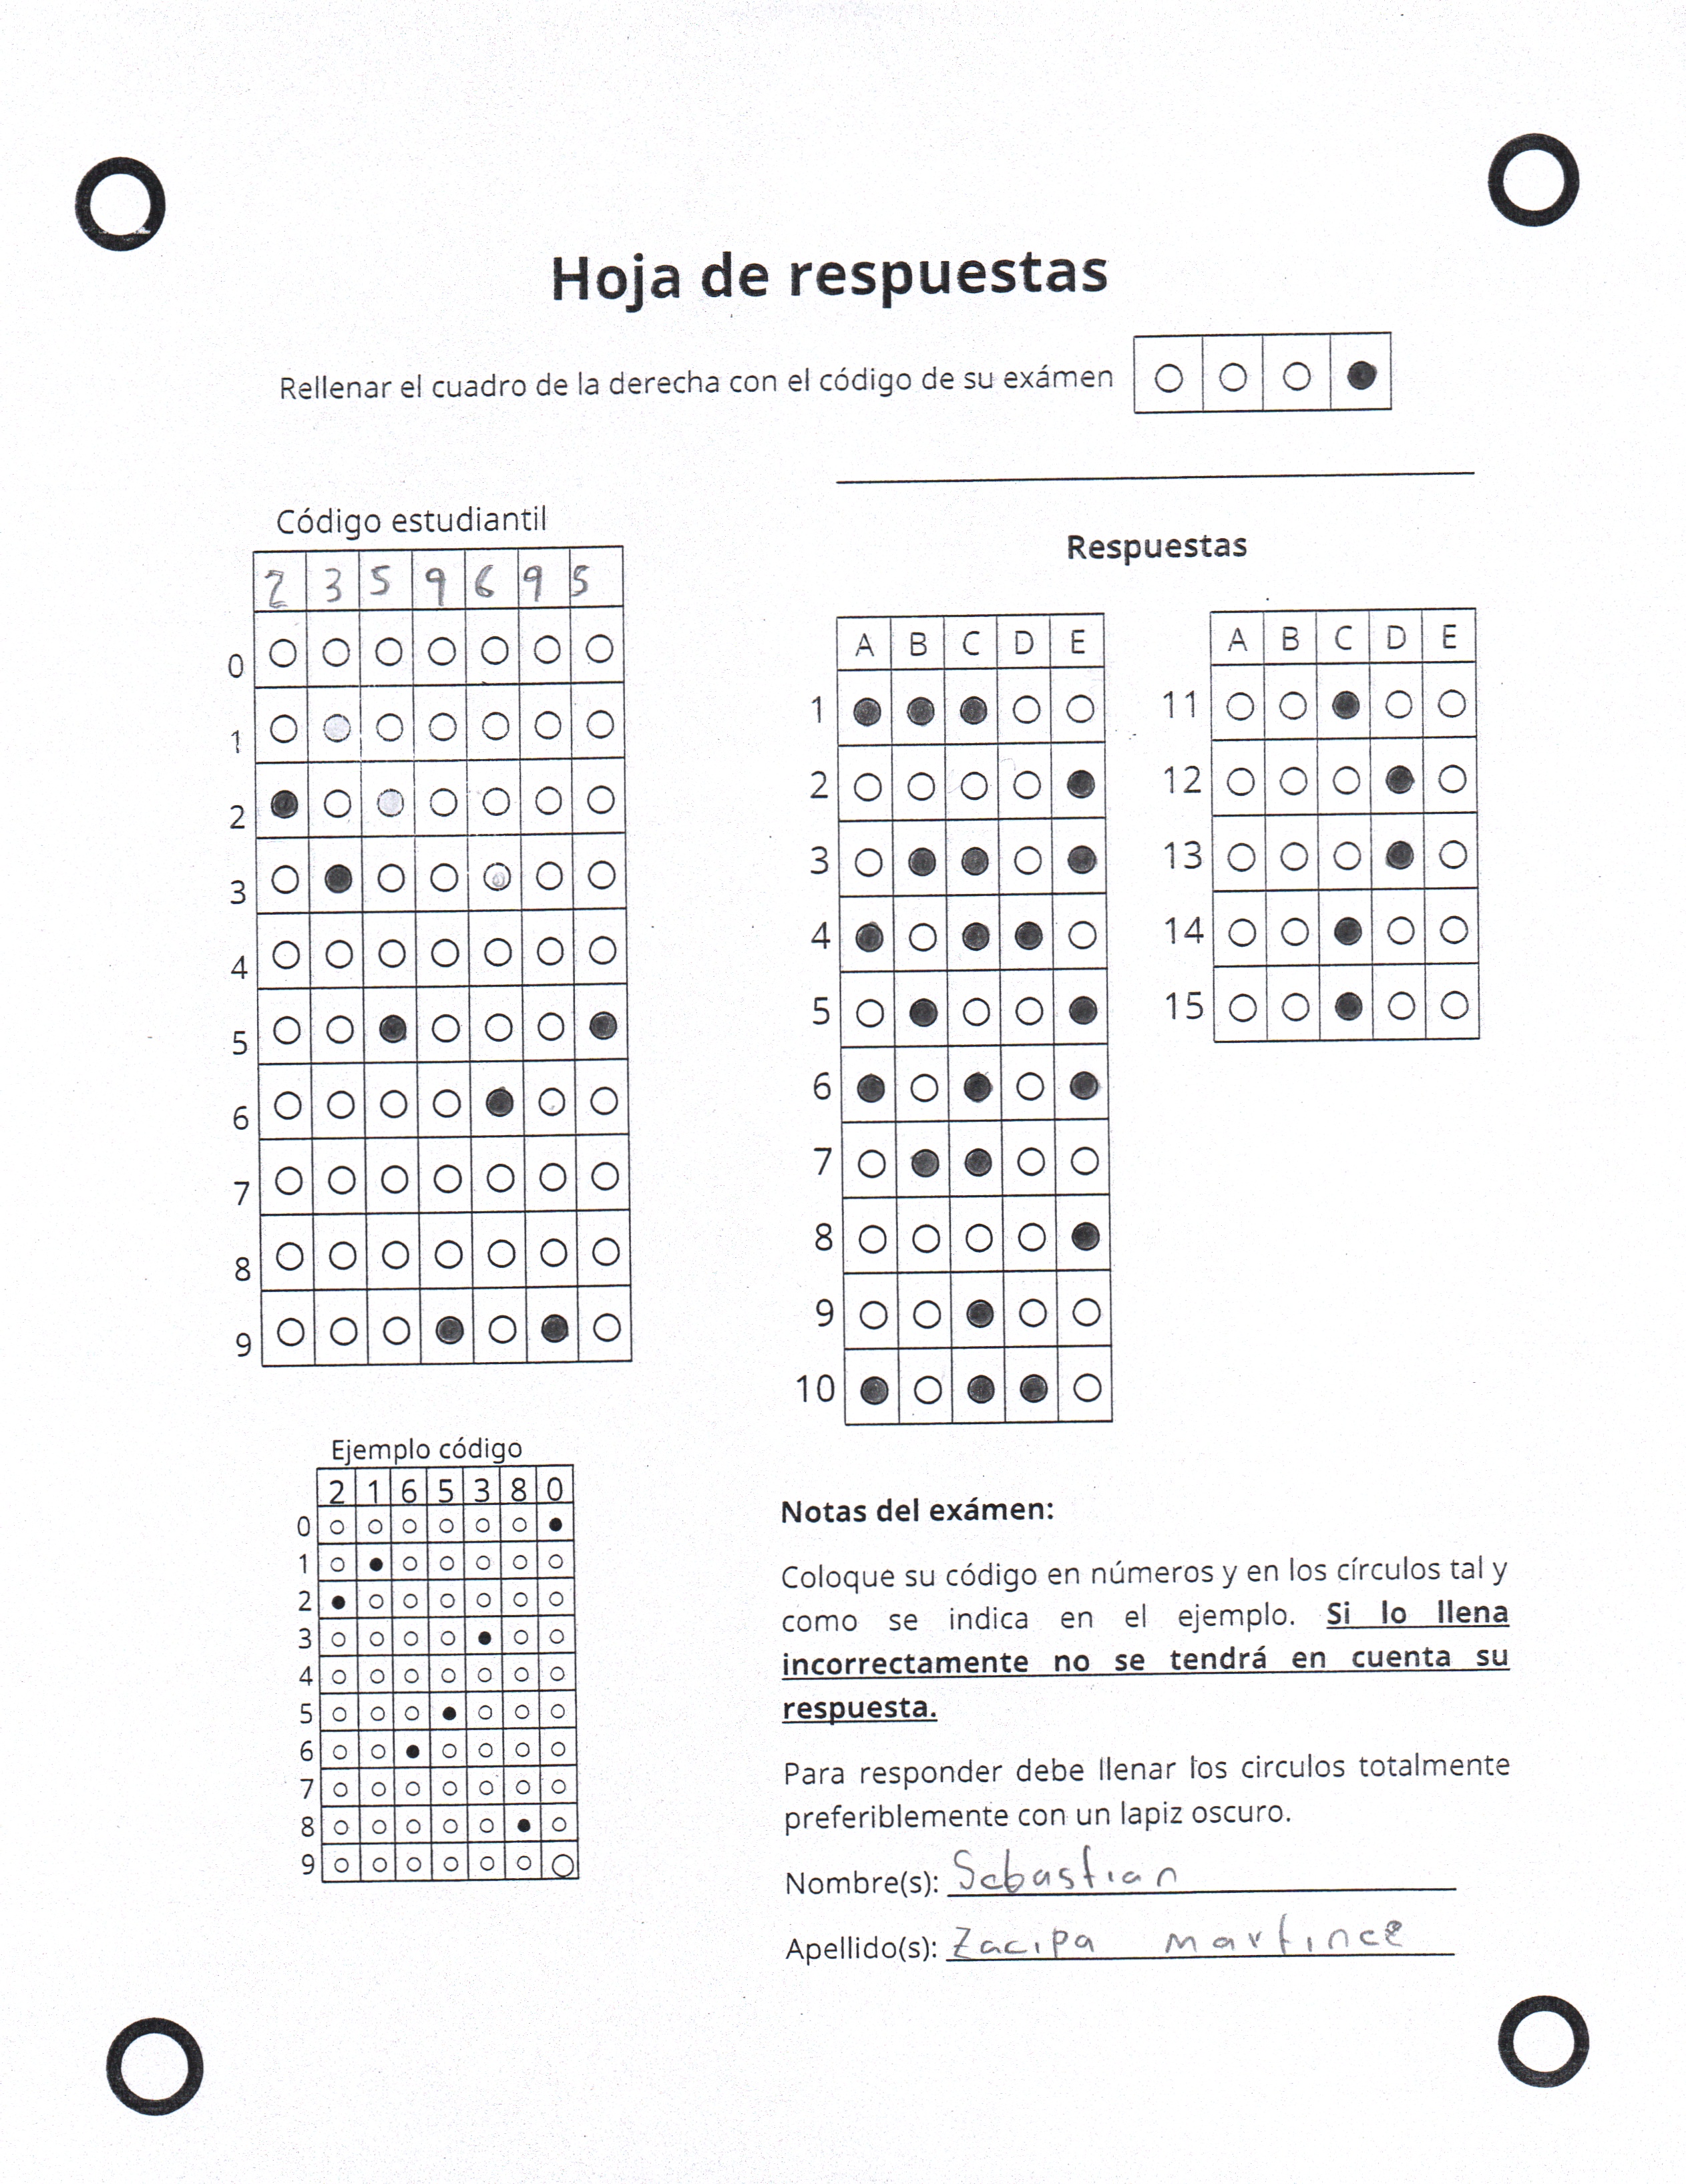 Hoja de respuestas
Rellenar el cuadro de la derecha con el código de su exámen
Código estudiantil
2 3 5 9 6 9 5
0
1
2
3
4
5
6
7
8
9
Respuestas
A B C D E
1
2
3
4
5
6
7
8
9
10
A B C D E
11
12
13
14
15
Ejemplo código
2 1 6 5 3 8 0
0
1
2
3
4
5
6
7
8
9
Notas del exámen:
Coloque su código en números y en los círculos tal y
como se indica en el ejemplo. Si lo llena
incorrectamente no se tendrá en cuenta su
respuesta.
Para responder debe llenar los circulos totalmente
preferiblemente con un lapiz oscuro.
Nombre(s): Sebastian
Apellido(s): Zacipa